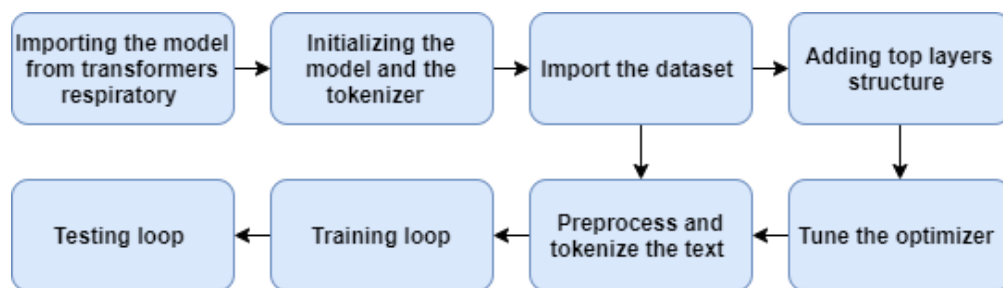 Importing the model
from transformers
respiratory
Initializing the
model and the
tokenizer
Import the dataset
Adding top layers
structure
Testing loop
Training loop
Preprocess and
tokenize the text
Tune the optimizer